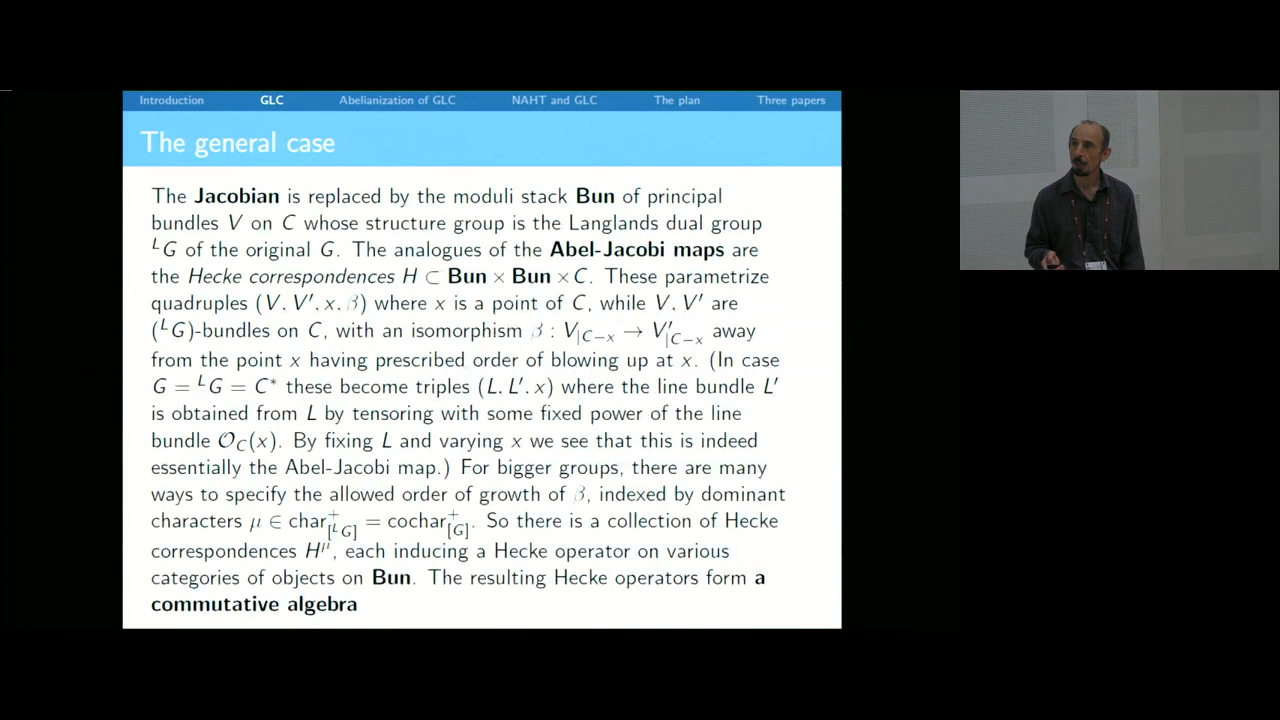 Introduction GLC Abelianization of GLC NAHT and GLC The plan Three papers
The general case
The Jacobian is replaced by the moduli stack Bun of principal
bundles V on C whose structure group is the Langlands dual group
ᴸG of the original G. The analogues of the Abel-Jacobi maps are
the Hecke correspondences H ⊂ Bun × Bun × C. These parametrize
quadruples (V, V′, x, β) where x is a point of C, while V, V′ are
(ᴸG)-bundles on C, with an isomorphism β : V_{|C−x} → V′_{|C−x} away
from the point x having prescribed order of blowing up at x. (In case
G = ᴸG = C* these become triples (L, L′, x) where the line bundle L′
is obtained from L by tensoring with some fixed power of the line
bundle 𝒪_C(x). By fixing L and varying x we see that this is indeed
essentially the Abel-Jacobi map.) For bigger groups, there are many
ways to specify the allowed order of growth of β, indexed by dominant
characters μ ∈ char⁺_{[ᴸG]} = cochar⁺_{[G]}. So there is a collection of Hecke
correspondences H^μ, each inducing a Hecke operator on various
categories of objects on Bun. The resulting Hecke operators form a
commutative algebra